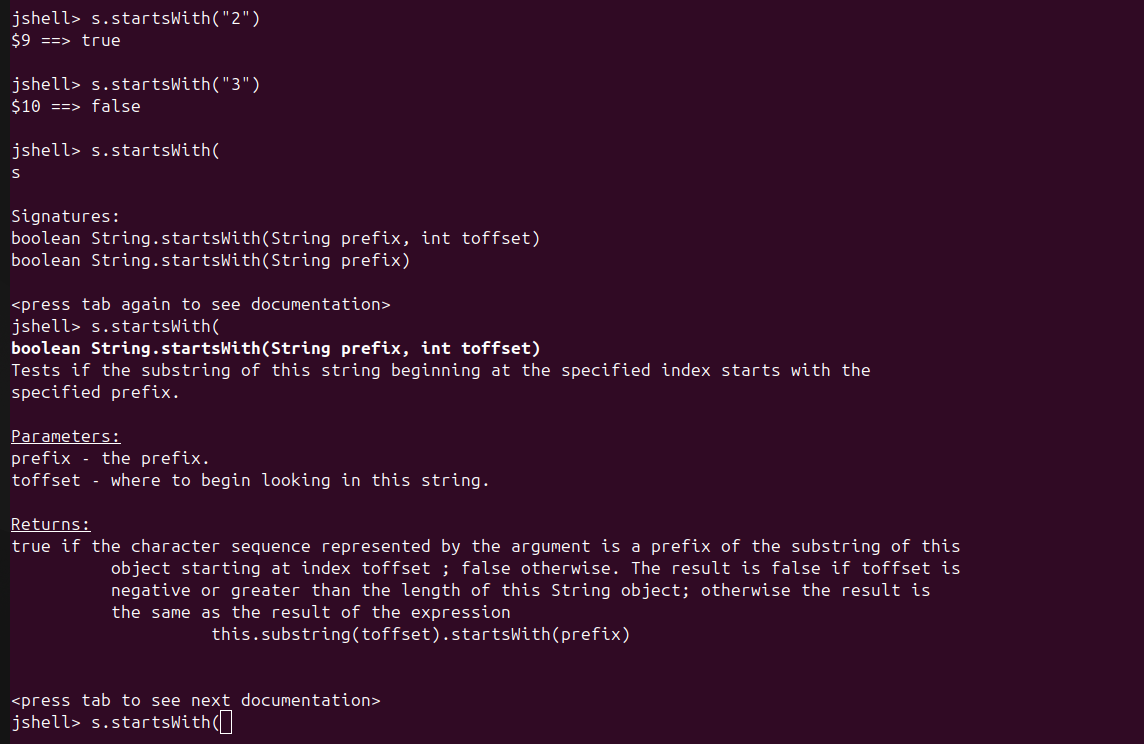 jshell> s.startsWith("2")
$9 ==> true
jshell> s.startsWith("3")
$10 ==> false
jshell> s.startsWith(
s
Signatures:
boolean String.startsWith(String prefix, int toffset)
boolean String.startsWith(String prefix)
<press tab again to see documentation>
jshell> s.startsWith(
boolean String.startsWith(String prefix, int toffset)
Tests if the substring of this string beginning at the specified index starts with the
specified prefix.
Parameters:
prefix - the prefix.
toffset - where to begin looking in this string.
Returns:
true if the character sequence represented by the argument is a prefix of the substring of this
object starting at index toffset ; false otherwise. The result is false if toffset is
negative or greater than the length of this String object; otherwise the result is
the same as the result of the expression
this.substring(toffset).startsWith(prefix)
<press tab to see next documentation>
jshell> s.startsWith(